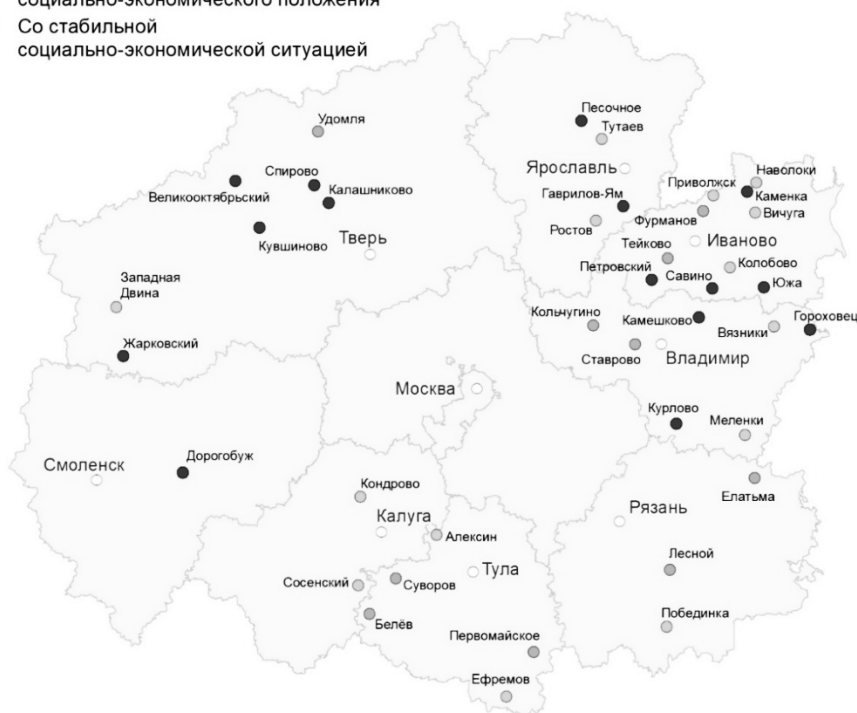 социально-экономического положения
Со стабильной
социально-экономической ситуацией
Песочное
Удомля
Тутаев
Спирово
Ярославль
Наволоки
Великооктябрьский
Калашниково
Приволжск
Каменка
Гаврилов-Ям
Вичуга
Кувшиново
Тверь
Ростов
Фурманов
Иваново
Тейково
Западная
Двина
Петровский
Савино
Колобово
Южа
Кольчугино
Камешково
Вязники
Гороховец
Жарковский
Ставрово
Владимир
Москва
Курлово
Меленки
Смоленск
Дорогобуж
Кондрово
Елатьма
Калуга
Рязань
Алексин
Лесной
Тула
Сосенский
Суворов
Белёв
Побединка
Первомайское
Ефремов